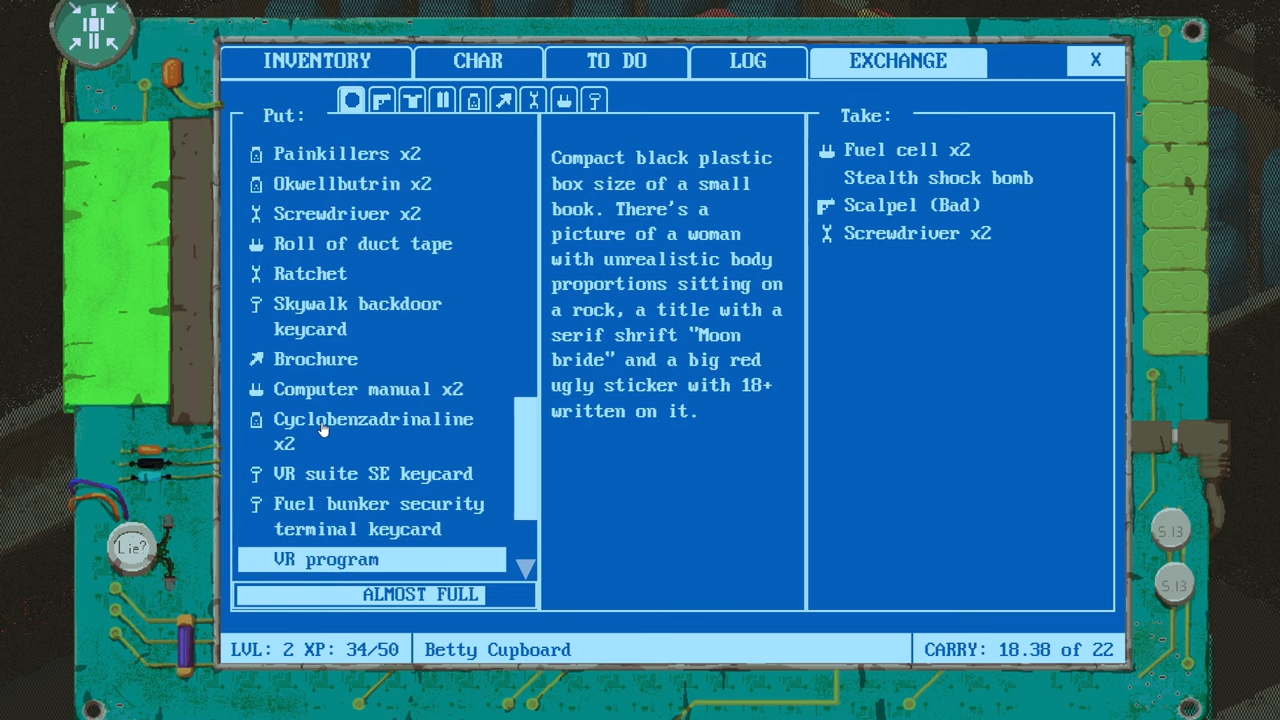 INVENTORY CHAR TO DO LOG EXCHANGE X
Put:
Painkillers x2
Okwellbutrin x2
Screwdriver x2
Roll of duct tape
Ratchet
Skywalk backdoor
keycard
Brochure
Computer manual x2
Cyclobenzadrinaline
x2
VR suite SE keycard
Fuel bunker security
terminal keycard
VR program
ALMOST FULL
Compact black plastic
box size of a small
book. There's a
picture of a woman
with unrealistic body
proportions sitting on
a rock, a title with a
serif shrift "Moon
bride" and a big red
ugly sticker with 18+
written on it.
Take:
Fuel cell x2
Stealth shock bomb
Scalpel (Bad)
Screwdriver x2
LVL: 2 XP: 34/50 Betty Cupboard CARRY: 18.38 of 22
Lie?
S.13
S.13